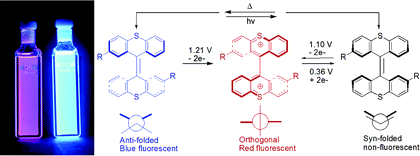 Δ
hν
S
S
S
R
R
R
1.21 V
-2e-
1.10 V
-2e-
R
0.36 V
+ 2e-
R
R
S
S
S
Anti-folded
Blue fluorescent
Orthogonal
Red fluorescent
Syn-folded
non-fluorescent